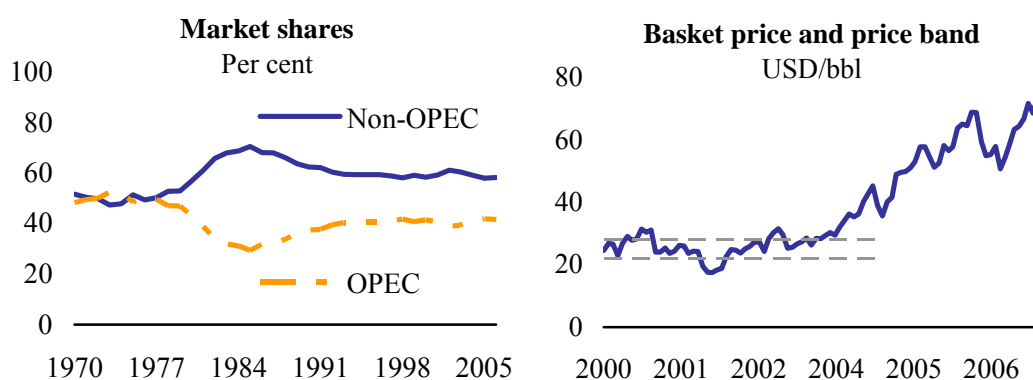 Market shares
Per cent
100
80
60
40
20
0
Non-OPEC
OPEC
1970 1977 1984 1991 1998 2005
Basket price and price band
USD/bbl
80
60
40
20
0
2000 2001 2002 2004 2005 2006